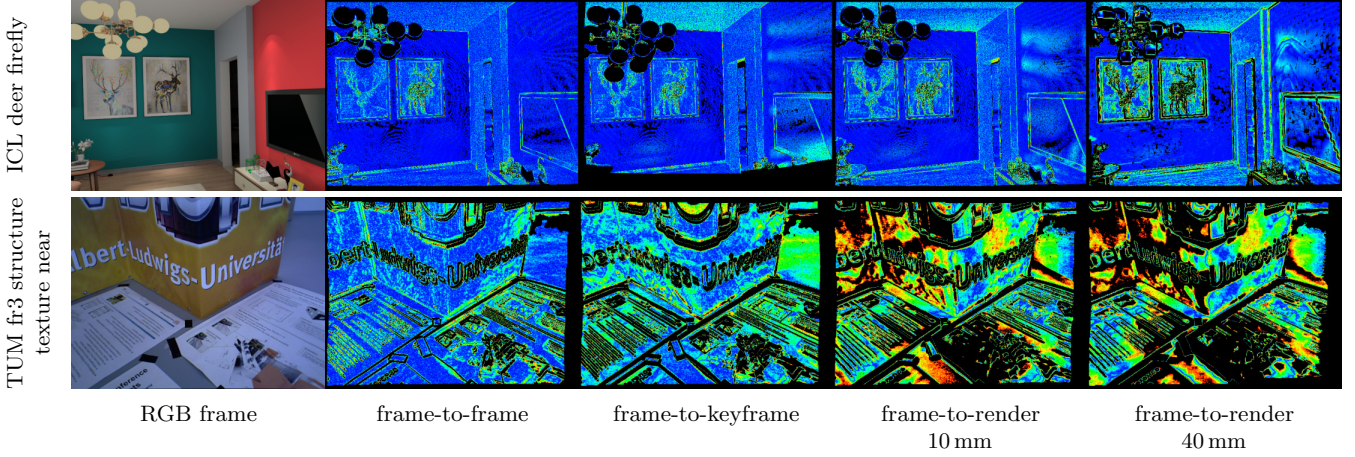 ICL deer firefly
TUM fr3 structure
texture near
lbert-Ludwigs-Universität
RGB frame
frame-to-frame
frame-to-keyframe
frame-to-render
10 mm
frame-to-render
40 mm